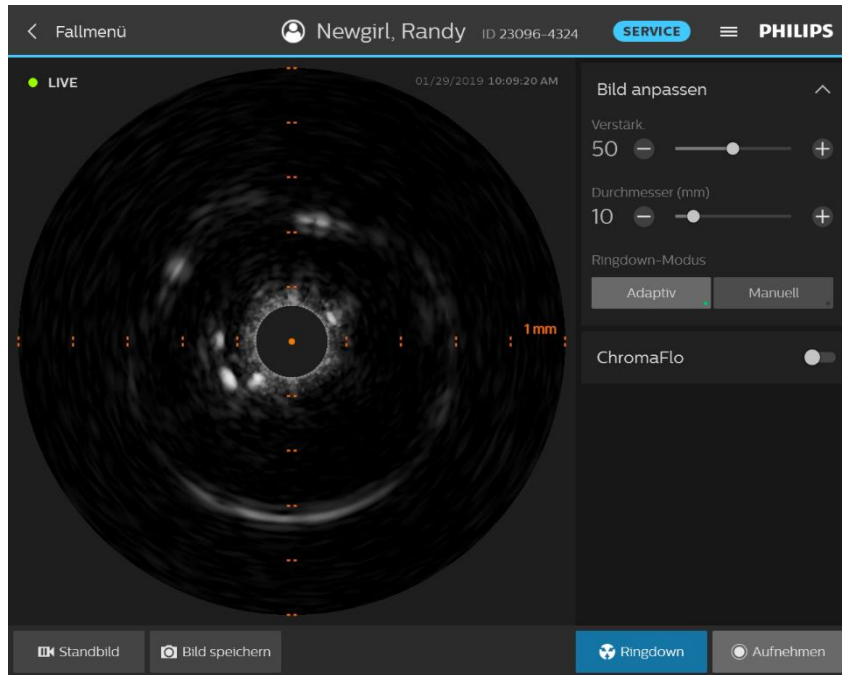 Fallmenü
Newgirl, Randy ID 23096-4324
SERVICE
PHILIPS
LIVE
01/29/2019 10:09:20 AM
1 mm
Bild anpassen
Verstärk.
50
Durchmesser (mm)
10
Ringdown-Modus
Adaptiv Manuell
ChromaFlo
Standbild Bild speichern Ringdown Aufnehmen